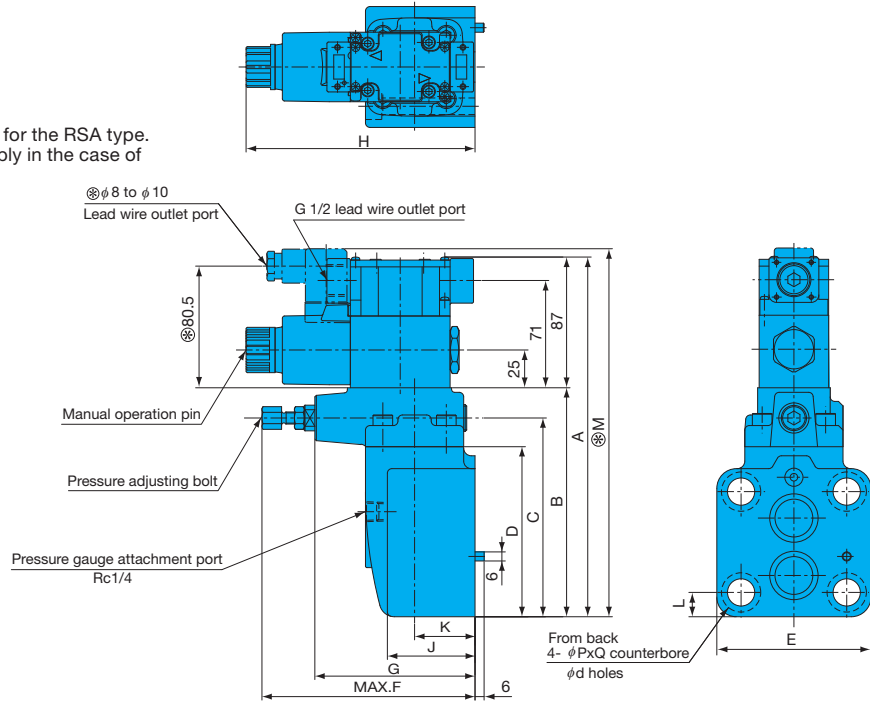 H
for the RSA type.
ply in the case of
⊛φ8 to φ10
Lead wire outlet port
G 1/2 lead wire outlet port
⊛80.5
71
87
25
A
⊛M
Manual operation pin
Pressure adjusting bolt
B
C
D
Pressure gauge attachment port
Rc1/4
6
K
J
G
MAX.F
6
L
From back
4- φPxQ counterbore
φd holes
E